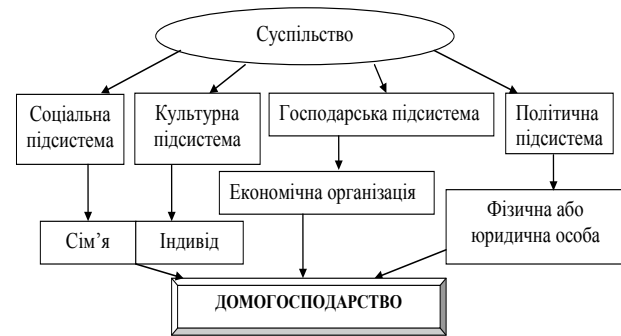 Суспільство
Соціальна
підсистема
Культурна
підсистема
Господарська підсистема
Політична
підсистема
Економічна організація
Фізична або
юридична особа
Сім’я
Індивід
ДОМОГОСПОДАРСТВО